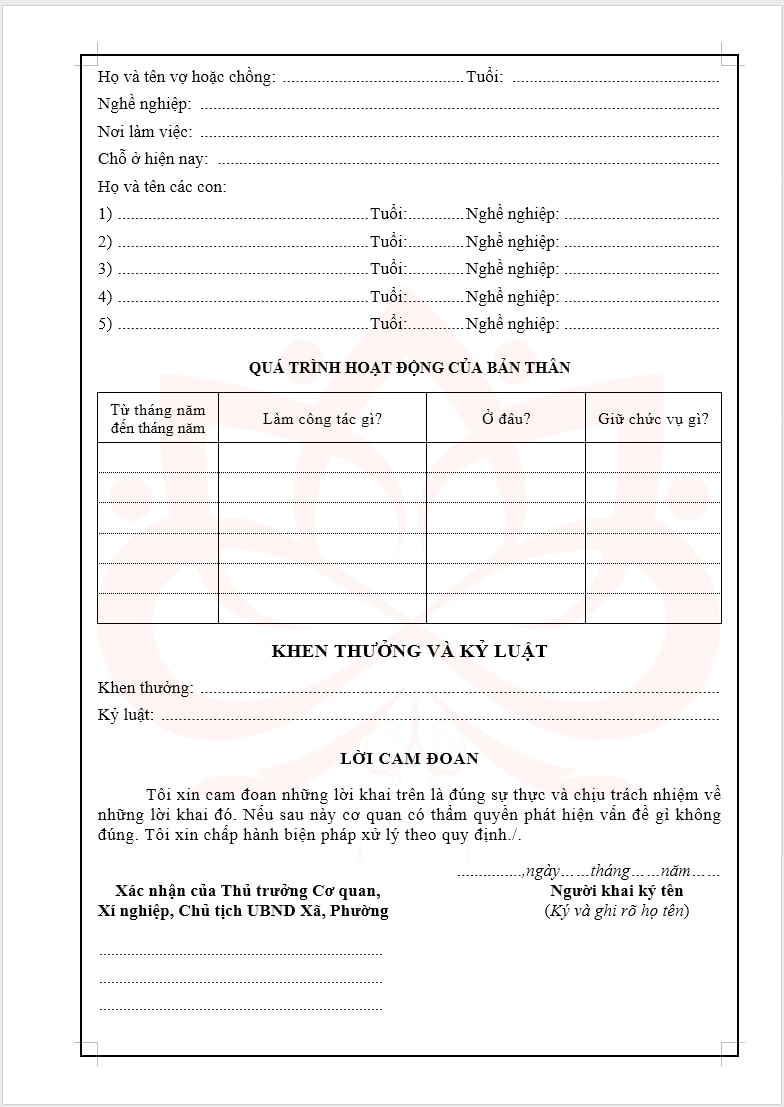 Họ và tên vợ hoặc chồng: ..........................................Tuổi: ................................................
Nghề nghiệp: ........................................................................................................................
Nơi làm việc: ........................................................................................................................
Chỗ ở hiện nay: ....................................................................................................................
Họ và tên các con:
1) ..........................................................Tuổi:.............Nghề nghiệp: ....................................
2) ..........................................................Tuổi:.............Nghề nghiệp: ....................................
3) ..........................................................Tuổi:.............Nghề nghiệp: ....................................
4) ..........................................................Tuổi:.............Nghề nghiệp: ....................................
5) ..........................................................Tuổi:.............Nghề nghiệp: ....................................
QUÁ TRÌNH HOẠT ĐỘNG CỦA BẢN THÂN
Từ tháng năm
đến tháng năm
Làm công tác gì?
Ở đâu?
Giữ chức vụ gì?
KHEN THƯỞNG VÀ KỶ LUẬT
Khen thưởng: ........................................................................................................................
Kỷ luật: .................................................................................................................................
LỜI CAM ĐOAN
Tôi xin cam đoan những lời khai trên là đúng sự thực và chịu trách nhiệm về
những lời khai đó. Nếu sau này cơ quan có thẩm quyền phát hiện vấn đề gì không
đúng. Tôi xin chấp hành biện pháp xử lý theo quy định./.
................,ngày……tháng……năm……
Xác nhận của Thủ trưởng Cơ quan,
Xí nghiệp, Chủ tịch UBND Xã, Phường
Người khai ký tên
(Ký và ghi rõ họ tên)
.................................................................
.................................................................
.................................................................